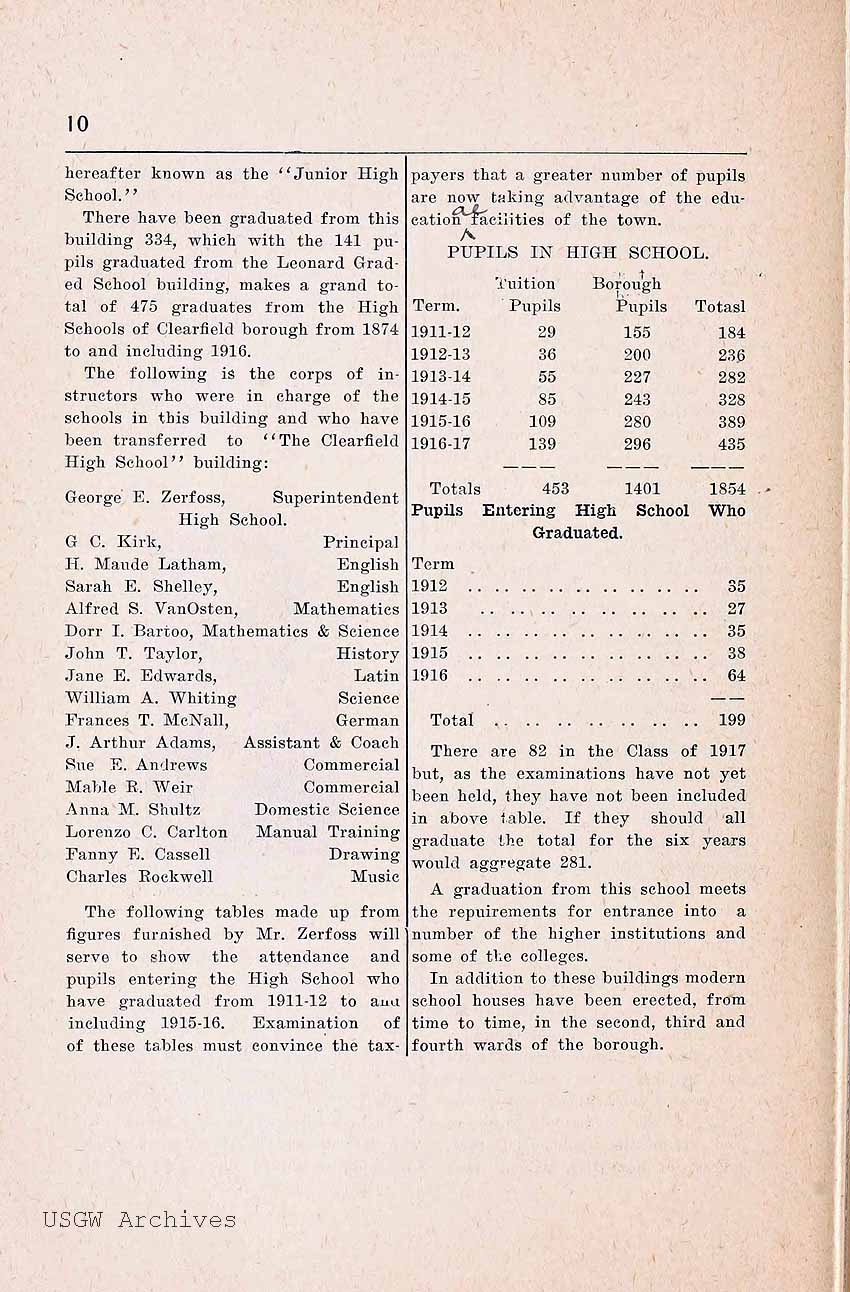 10
hereafter known as the "Junior High
School."
There have been graduated from this
building 334, which with the 141 pu-
pils graduated from the Leonard Grad-
ed School building, makes a grand to-
tal of 475 graduates from the High
Schools of Clearfield borough from 1874
to and including 1916.
The following is the corps of in-
structors who were in charge of the
schools in this building and who have
been transferred to "The Clearfield
High School" building:
George E. Zerfoss, Superintendent
High School.
G C. Kirk, Principal
H. Maude Latham, English
Sarah E. Shelley, English
Alfred S. VanOsten, Mathematics
Dorr I. Bartoo, Mathematics & Science
John T. Taylor, History
Jane E. Edwards, Latin
William A. Whiting Science
Frances T. McNall, German
J. Arthur Adams, Assistant & Coach
Sue E. Andrews Commercial
Mable R. Weir Commercial
Anna M. Shultz Domestic Science
Lorenzo C. Carlton Manual Training
Fanny E. Cassell Drawing
Charles Rockwell Music
The following tables made up from
figures furnished by Mr. Zerfoss will
serve to show the attendance and
pupils entering the High School who
have graduated from 1911-12 to and
including 1915-16. Examination of
of these tables must convince the tax-
payers that a greater number of pupils
are now taking advantage of the edu-
cation al facilities of the town.
PUPILS IN HIGH SCHOOL.
Tuition Borough
Term. Pupils Pupils Totasl
1911-12 29 155 184
1912-13 36 200 236
1913-14 55 227 282
1914-15 85 243 328
1915-16 109 280 389
1916-17 139 296 435
Totals 453 1401 1854
Pupils Entering High School Who
Graduated.
Term
1912 .. .. .. .. .. .. .. .. .. 35
1913 .. .. .. .. .. .. .. .. .. 27
1914 .. .. .. .. .. .. .. .. .. 35
1915 .. .. .. .. .. .. .. .. .. 38
1916 .. .. .. .. .. .. .. .. .. 64
Total .. .. .. .. .. .. .. 199
There are 82 in the Class of 1917
but, as the examinations have not yet
been held, they have not been included
in above table. If they should all
graduate the total for the six years
would aggregate 281.
A graduation from this school meets
the repuirements for entrance into a
number of the higher institutions and
some of the colleges.
In addition to these buildings modern
school houses have been erected, from
time to time, in the second, third and
fourth wards of the borough.
USGW Archives